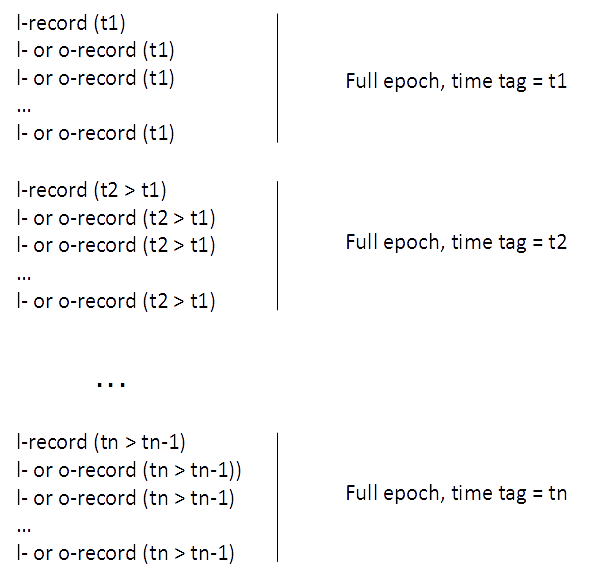 l-record (t1)
l- or o-record (t1)
l- or o-record (t1)
...
l- or o-record (t1)
Full epoch, time tag = t1
l-record (t2 > t1)
l- or o-record (t2 > t1)
l- or o-record (t2 > t1)
...
l- or o-record (t2 > t1)
Full epoch, time tag = t2
...
l-record (tn > tn-1)
l- or o-record (tn > tn-1))
l- or o-record (tn > tn-1)
...
l- or o-record (tn > tn-1)
Full epoch, time tag = tn